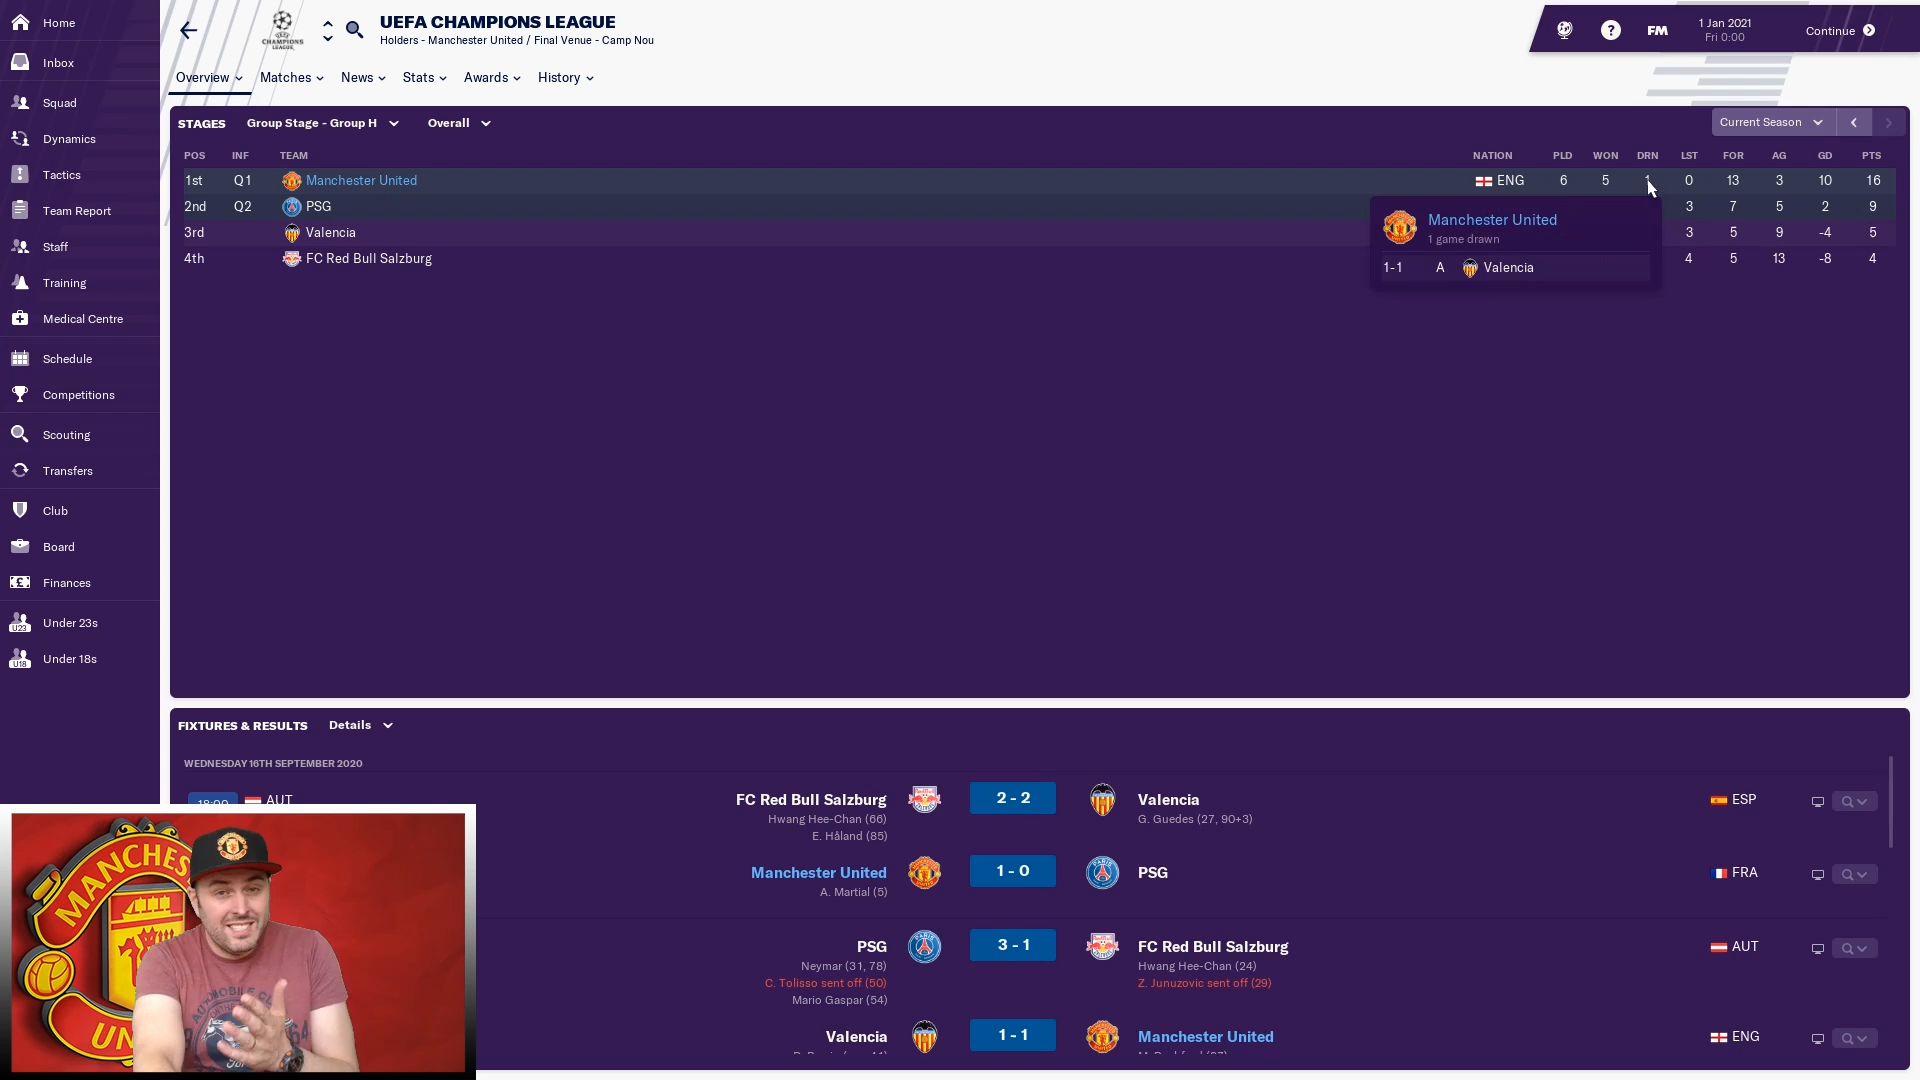 Home
Inbox
Squad
Dynamics
Tactics
Team Report
Staff
Training
Medical Centre
Schedule
Competitions
Scouting
Transfers
Club
Board
Finances
Under 23s
Under 18s
U23
U18
CHAMPIONS LEAGUE
UEFA CHAMPIONS LEAGUE
Holders - Manchester United / Final Venue - Camp Nou
FM
1 Jan 2021
Fri 0:00
Continue
Overview Matches News Stats Awards History
STAGES Group Stage - Group H Overall Current Season
POS INF TEAM NATION PLD WON DRN LST FOR AG GD PTS
1st Q1 Manchester United ENG 6 5 1 0 13 3 10 16
2nd Q2 PSG 3 7 5 2 9
3rd Valencia 3 5 9 -4 5
4th FC Red Bull Salzburg 4 5 13 -8 4
Manchester United
1 game drawn
1-1 A Valencia
FIXTURES & RESULTS Details
WEDNESDAY 16TH SEPTEMBER 2020
18:00 AUT FC Red Bull Salzburg 2 - 2 Valencia ESP
Hwang Hee-Chan (66) G. Guedes (27, 90+3)
E. Håland (85)
Manchester United 1 - 0 PSG FRA
A. Martial (5)
PSG 3 - 1 FC Red Bull Salzburg AUT
Neymar (31, 78) Hwang Hee-Chan (24)
C. Tolisso sent off (50) Z. Junuzovic sent off (29)
Mario Gaspar (54)
Valencia 1 - 1 Manchester United ENG
MANCHES
UN